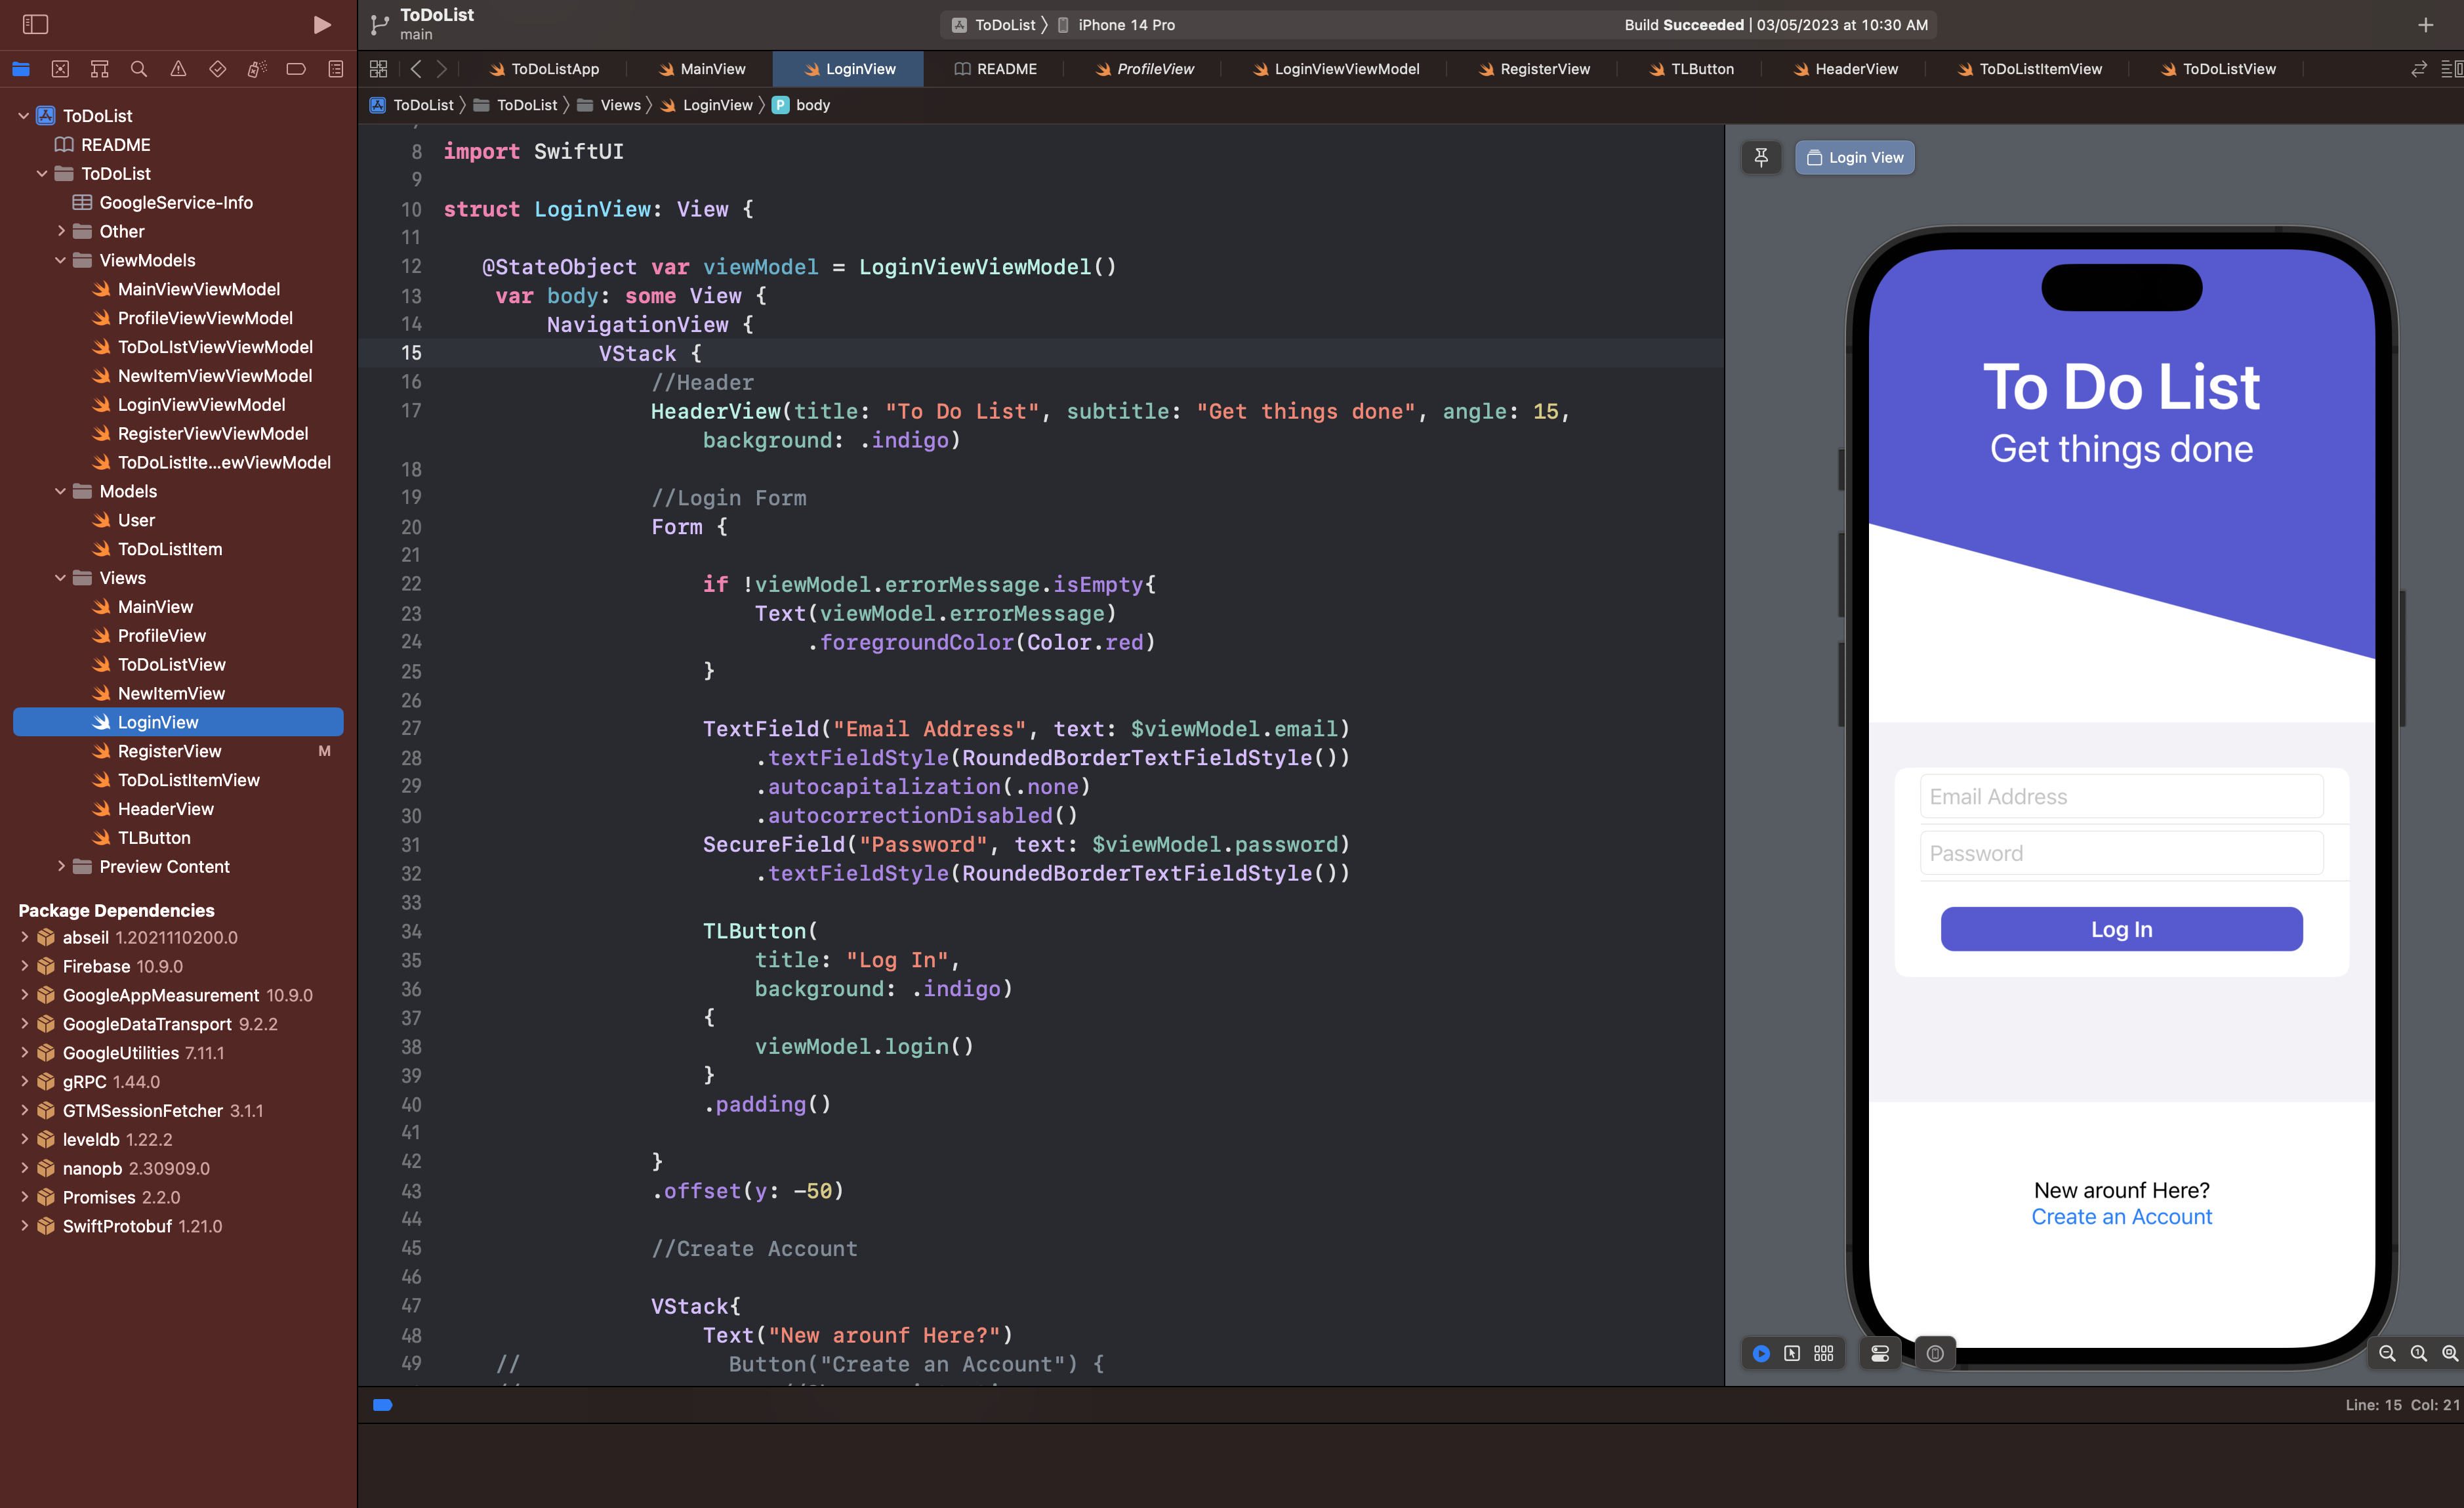 ToDoList
main
ToDoList 〉 iPhone 14 Pro
Build Succeeded | 03/05/2023 at 10:30 AM
ToDoListApp
MainView
LoginView
README
ProfileView
LoginViewViewModel
RegisterView
TLButton
HeaderView
ToDoListItemView
ToDoListView
ToDoList 〉 ToDoList 〉 Views 〉 LoginView 〉 P body
ToDoList
README
ToDoList
GoogleService-Info
Other
ViewModels
MainViewViewModel
ProfileViewViewModel
ToDoLIstViewViewModel
NewItemViewViewModel
LoginViewViewModel
RegisterViewViewModel
ToDoListIte...ewViewModel
Models
User
ToDoListItem
Views
MainView
ProfileView
ToDoListView
NewItemView
LoginView
RegisterView M
ToDoListItemView
HeaderView
TLButton
Preview Content
Package Dependencies
abseil 1.2021110200.0
Firebase 10.9.0
GoogleAppMeasurement 10.9.0
GoogleDataTransport 9.2.2
GoogleUtilities 7.11.1
gRPC 1.44.0
GTMSessionFetcher 3.1.1
leveldb 1.22.2
nanopb 2.30909.0
Promises 2.2.0
SwiftProtobuf 1.21.0
8 import SwiftUI
9
10 struct LoginView: View {
11
12 @StateObject var viewModel = LoginViewViewModel()
13 var body: some View {
14 NavigationView {
15 VStack {
16 //Header
17 HeaderView(title: "To Do List", subtitle: "Get things done", angle: 15,
background: .indigo)
18
19 //Login Form
20 Form {
21
22 if !viewModel.errorMessage.isEmpty{
23 Text(viewModel.errorMessage)
24 .foregroundColor(Color.red)
25 }
26
27 TextField("Email Address", text: $viewModel.email)
28 .textFieldStyle(RoundedBorderTextFieldStyle())
29 .autocapitalization(.none)
30 .autocorrectionDisabled()
31 SecureField("Password", text: $viewModel.password)
32 .textFieldStyle(RoundedBorderTextFieldStyle())
33
34 TLButton(
35 title: "Log In",
36 background: .indigo)
37 {
38 viewModel.login()
39 }
40 .padding()
41
42 }
43 .offset(y: -50)
44
45 //Create Account
46
47 VStack{
48 Text("New arounf Here?")
49 // Button("Create an Account") {
Login View
To Do List
Get things done
Email Address
Password
Log In
New arounf Here?
Create an Account
Line: 15 Col: 21